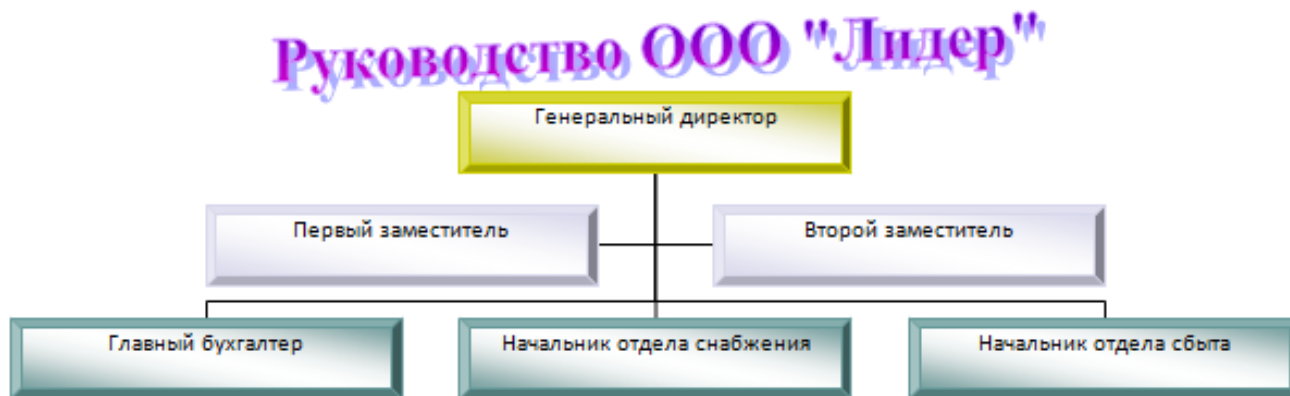 Руководство ООО "Лидер"
Генеральный директор
Первый заместитель
Второй заместитель
Главный бухгалтер
Начальник отдела снабжения
Начальник отдела сбыта